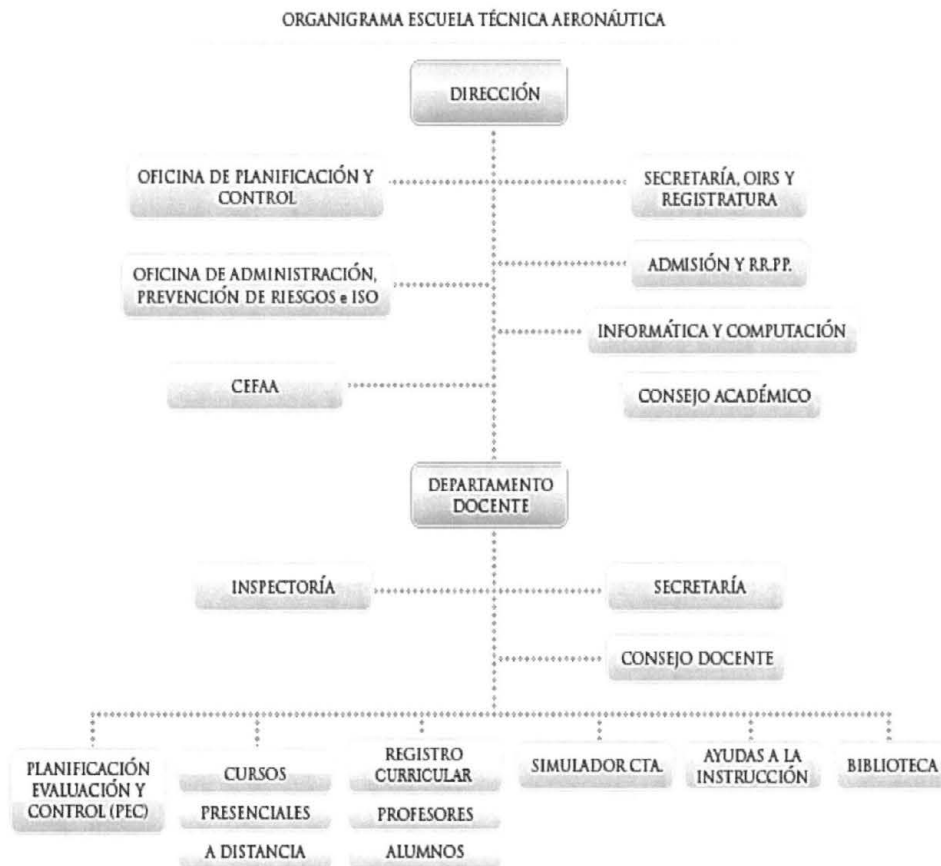 ORGANIGRAMA ESCUELA TÉCNICA AERONÁUTICA
DIRECCIÓN
OFICINA DE PLANIFICACIÓN Y
CONTROL
SECRETARÍA, OIRS Y
REGISTRATURA
OFICINA DE ADMINISTRACIÓN,
PREVENCIÓN DE RIESGOS e ISO
ADMISIÓN Y RR.PP.
INFORMÁTICA Y COMPUTACIÓN
CEFAA
CONSEJO ACADÉMICO
DEPARTAMENTO
DOCENTE
INSPECTORÍA
SECRETARÍA
CONSEJO DOCENTE
PLANIFICACIÓN
EVALUACIÓN Y
CONTROL (PEC)
CURSOS
PRESENCIALES
A DISTANCIA
REGISTRO
CURRICULAR
PROFESORES
ALUMNOS
SIMULADOR CTA.
AYUDAS A LA
INSTRUCCIÓN
BIBLIOTECA